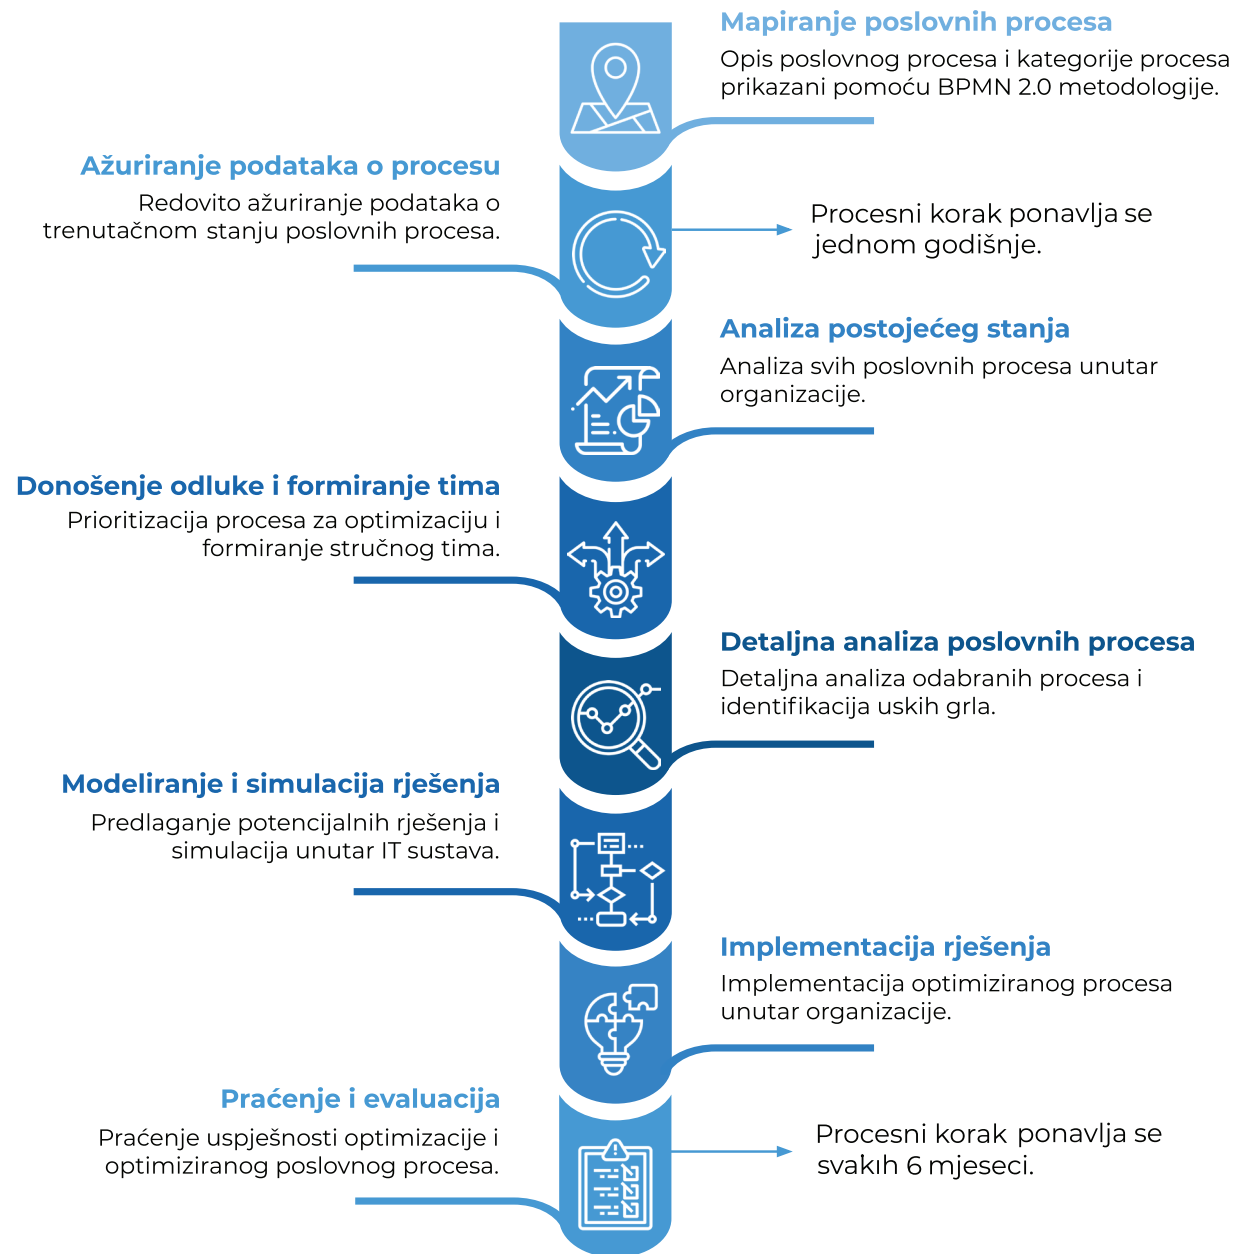 Mapiranje poslovnih procesa
Opis poslovnog procesa i kategorije procesa
prikazani pomoću BPMN 2.0 metodologije.
Ažuriranje podataka o procesu
Redovito ažuriranje podataka o
trenutačnom stanju poslovnih procesa.
Procesni korak ponavlja se
jednom godišnje.
Analiza postojećeg stanja
Analiza svih poslovnih procesa unutar
organizacije.
Donošenje odluke i formiranje tima
Prioritizacija procesa za optimizaciju i
formiranje stručnog tima.
Detaljna analiza poslovnih procesa
Detaljna analiza odabranih procesa i
identifikacija uskih grla.
Modeliranje i simulacija rješenja
Predlaganje potencijalnih rješenja i
simulacija unutar IT sustava.
Implementacija rješenja
Implementacija optimiziranog procesa
unutar organizacije.
Praćenje i evaluacija
Praćenje uspješnosti optimizacije i
optimiziranog poslovnog procesa.
Procesni korak ponavlja se
svakih 6 mjeseci.